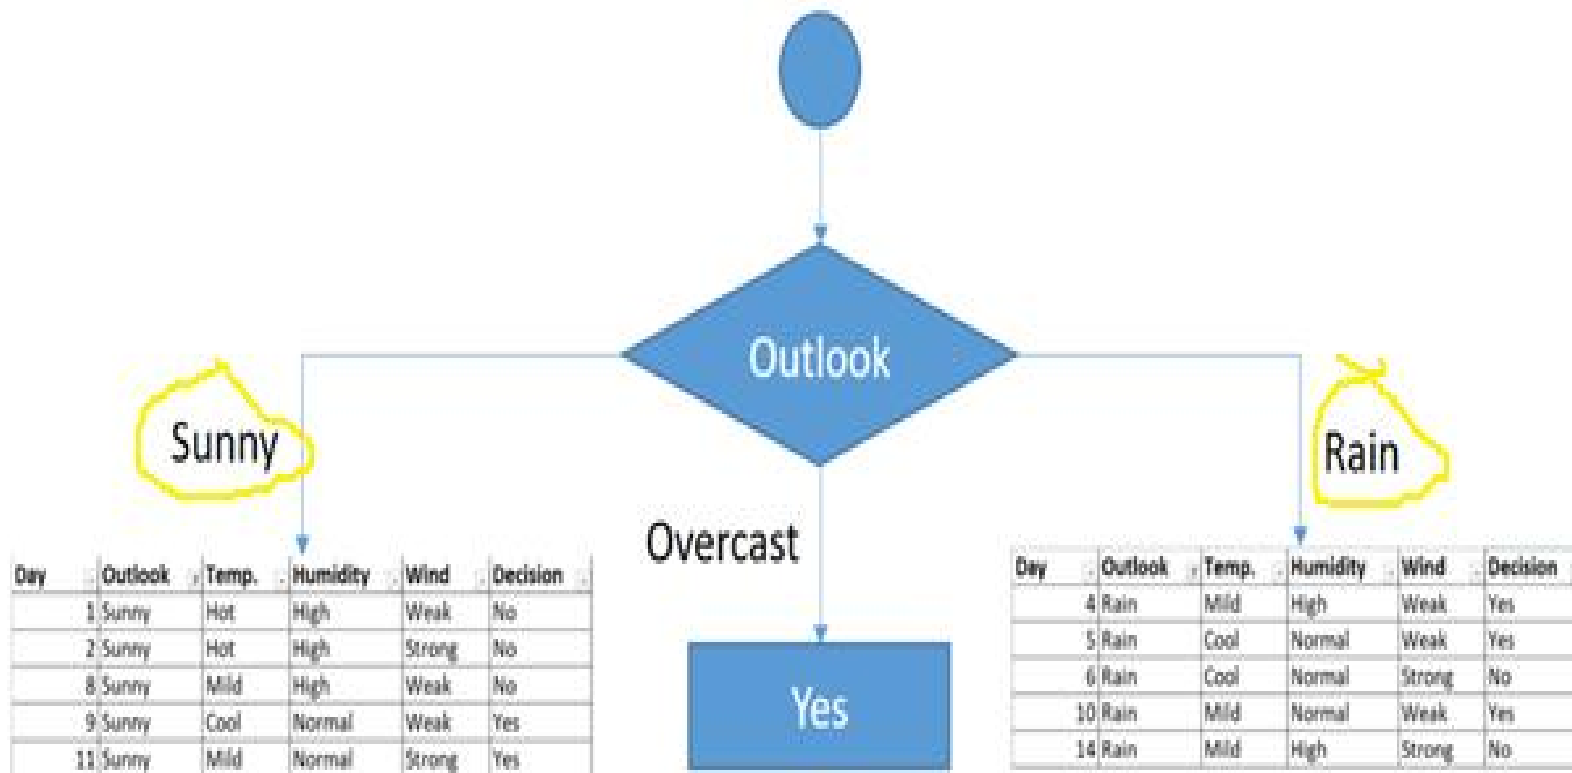 Outlook
Sunny
Overcast
Rain
Day Outlook Temp. Humidity Wind Decision
1 Sunny Hot High Weak No
2 Sunny Hot High Strong No
8 Sunny Mild High Weak No
9 Sunny Cool Normal Weak Yes
11 Sunny Mild Normal Strong Yes
Yes
Day Outlook Temp. Humidity Wind Decision
4 Rain Mild High Weak Yes
5 Rain Cool Normal Weak Yes
6 Rain Cool Normal Strong No
10 Rain Mild Normal Weak Yes
14 Rain Mild High Strong No